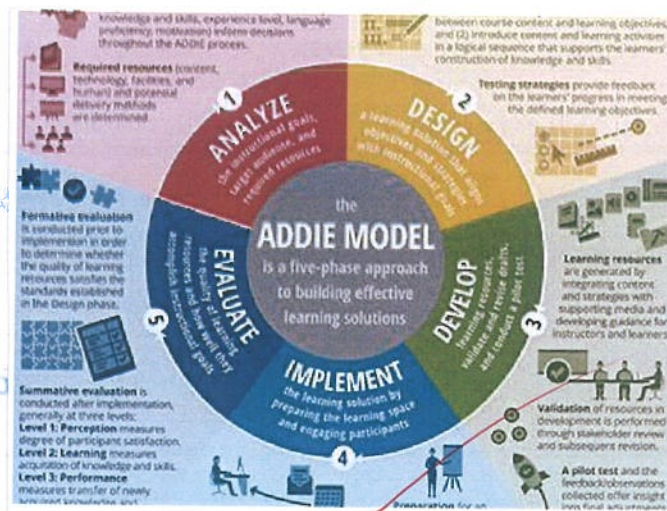 knowledge and skills, experience level, language
proficiency, motivation) inform decisions
throughout the ADDIE process.
Required resources (content,
technology, facilities, and
human) and potential
delivery methods
are determined.
between course content and learning objectives
and (2) introduce content and learning activities
in a logical sequence that supports the learners'
construction of knowledge and skills.
Testing strategies provide feedback
on the learners' progress in meeting
the defined learning objectives.
1
ANALYZE
the instructional goals,
target audience, and
required resources
2
DESIGN
a learning solution that aligns
objectives and strategies
with instructional goals
the
ADDIE MODEL
is a five-phase approach
to building effective
learning solutions
3
DEVELOP
learning resources,
validate and revise drafts,
and conduct a pilot test
Learning resources
are generated by
integrating content
and strategies with
supporting media and
developing guidance for
instructors and learners
Validation of resources in
development is performed
through stakeholder review
and subsequent revision.
A pilot test and the
feedback/observations
collected offer insight
into final adjustments
4
IMPLEMENT
the learning solution by
preparing the learning space
and engaging participants
Preparation for an
5
EVALUATE
the quality of learning
resources and how well they
accomplish instructional goals
Formative evaluation
is conducted prior to
implemention in order
to determine whether
the quality of learning
resources satisfies the
standards established
in the Design phase.
Summative evaluation is
conducted after implementation,
generally at three levels:
Level 1: Perception measures
degree of participant satisfaction.
Level 2: Learning measures
acquisition of knowledge and skills.
Level 3: Performance
measures transfer of newly
acquired knowledge and